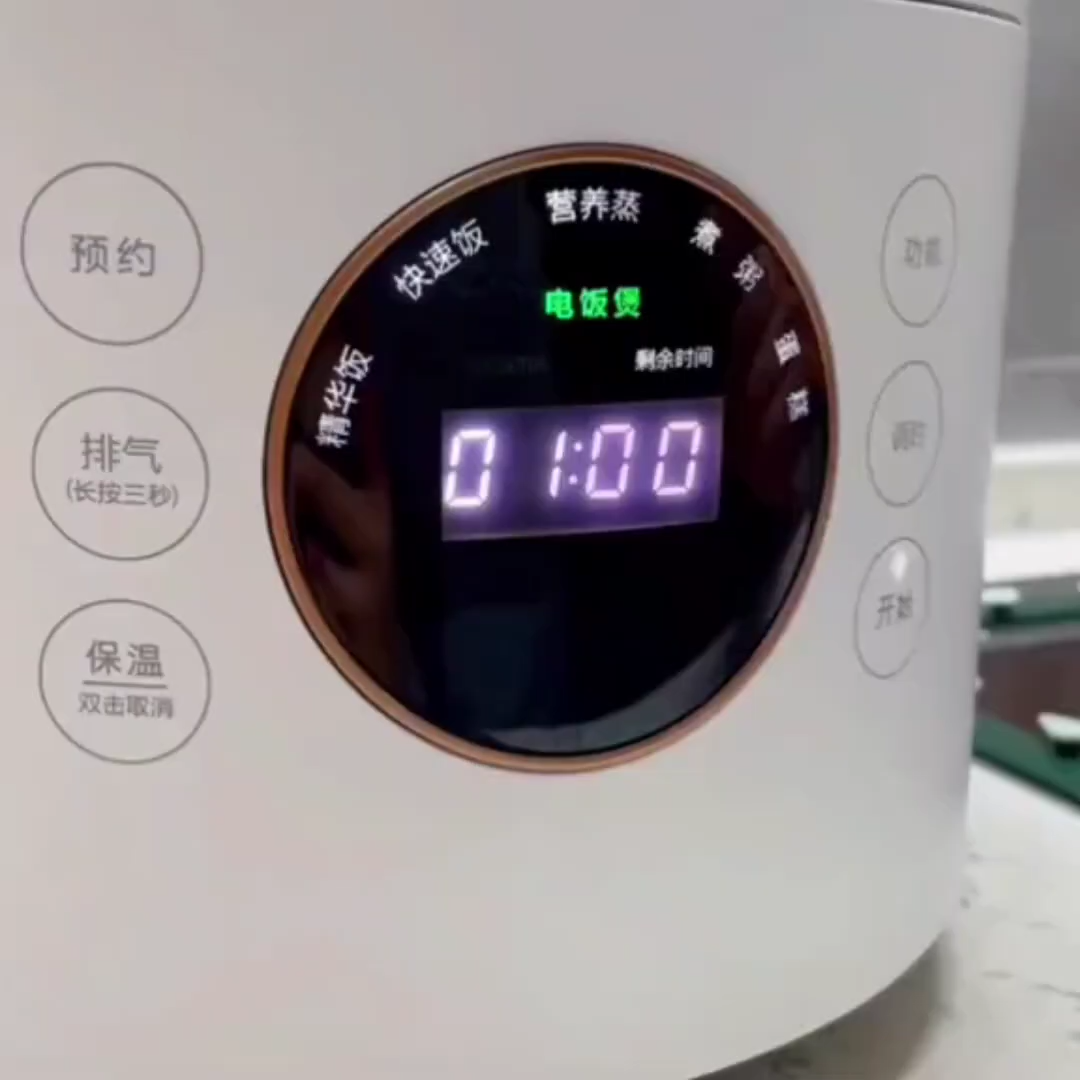 预约
排气
(长按三秒)
保温
双击取消
精华饭
快速饭
营养蒸
煮粥
蛋糕
电饭煲
剩余时间
01:00
功能
调时
开始